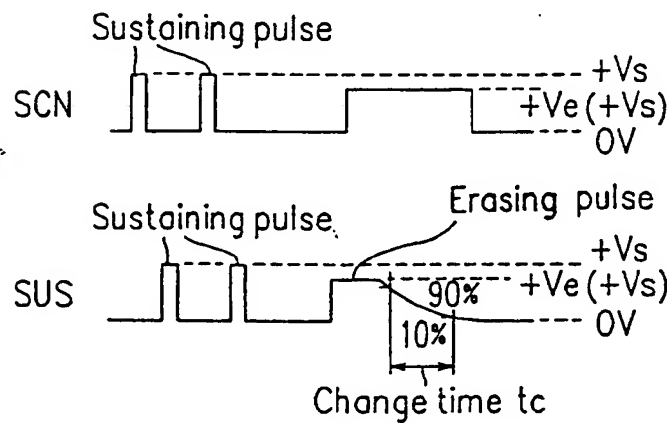 Sustaining pulse
+Vs
SCN
+Ve (+Vs)
0V
Sustaining pulse
Erasing pulse
+Vs
SUS
90%
+Ve (+Vs)
10%
0V
Change time tc